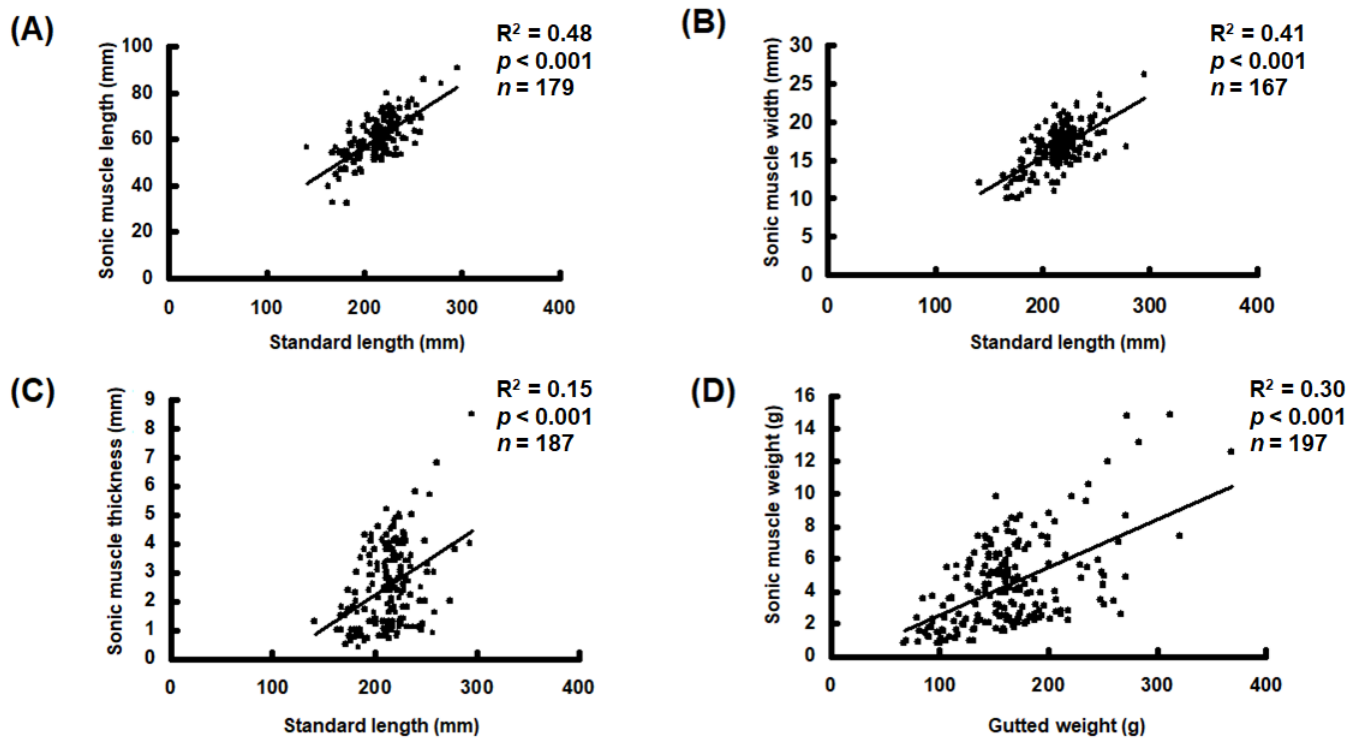 (A)
R² = 0.48
p < 0.001
n = 179
Sonic muscle length (mm)
100
80
60
40
20
0
0 100 200 300 400
Standard length (mm)
(B)
R² = 0.41
p < 0.001
n = 167
Sonic muscle width (mm)
30
25
20
15
10
5
0
0 100 200 300 400
Standard length (mm)
(C)
R² = 0.15
p < 0.001
n = 187
Sonic muscle thickness (mm)
9
8
7
6
5
4
3
2
1
0
0 100 200 300 400
Standard length (mm)
(D)
R² = 0.30
p < 0.001
n = 197
Sonic muscle weight (g)
16
14
12
10
8
6
4
2
0
0 100 200 300 400
Gutted weight (g)